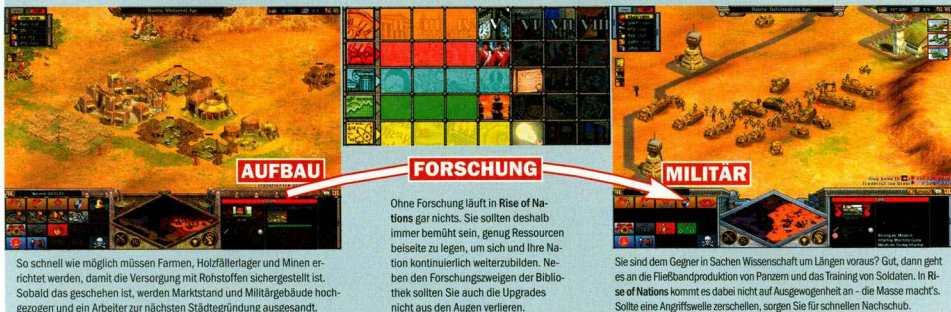 AUFBAU
FORSCHUNG
MILITÄR
So schnell wie möglich müssen Farmen, Holzfällerlager und Minen er-
richtet werden, damit die Versorgung mit Rohstoffen sichergestellt ist.
Sobald das geschehen ist, werden Marktstand und Militärgebäude hoch-
gezogen und ein Arbeiter zur nächsten Städtegründung ausgesandt.
Ohne Forschung läuft in Rise of Na-
tions gar nichts. Sie sollten deshalb
immer bemüht sein, genug Ressourcen
beiseite zu legen, um sich und Ihre Na-
tion kontinuierlich weiterzubilden. Ne-
ben den Forschungszweigen der Biblio-
thek sollten Sie auch die Upgrades
nicht aus den Augen verlieren.
Sie sind dem Gegner in Sachen Wissenschaft um Längen voraus? Gut, dann geht
es an die Fließbandproduktion von Panzern und das Training von Soldaten. In Ri-
se of Nations kommt es dabei nicht auf Ausgewogenheit an – die Masse macht's.
Sollte eine Angriffswelle zerschellen, sorgen Sie für schnellen Nachschub.